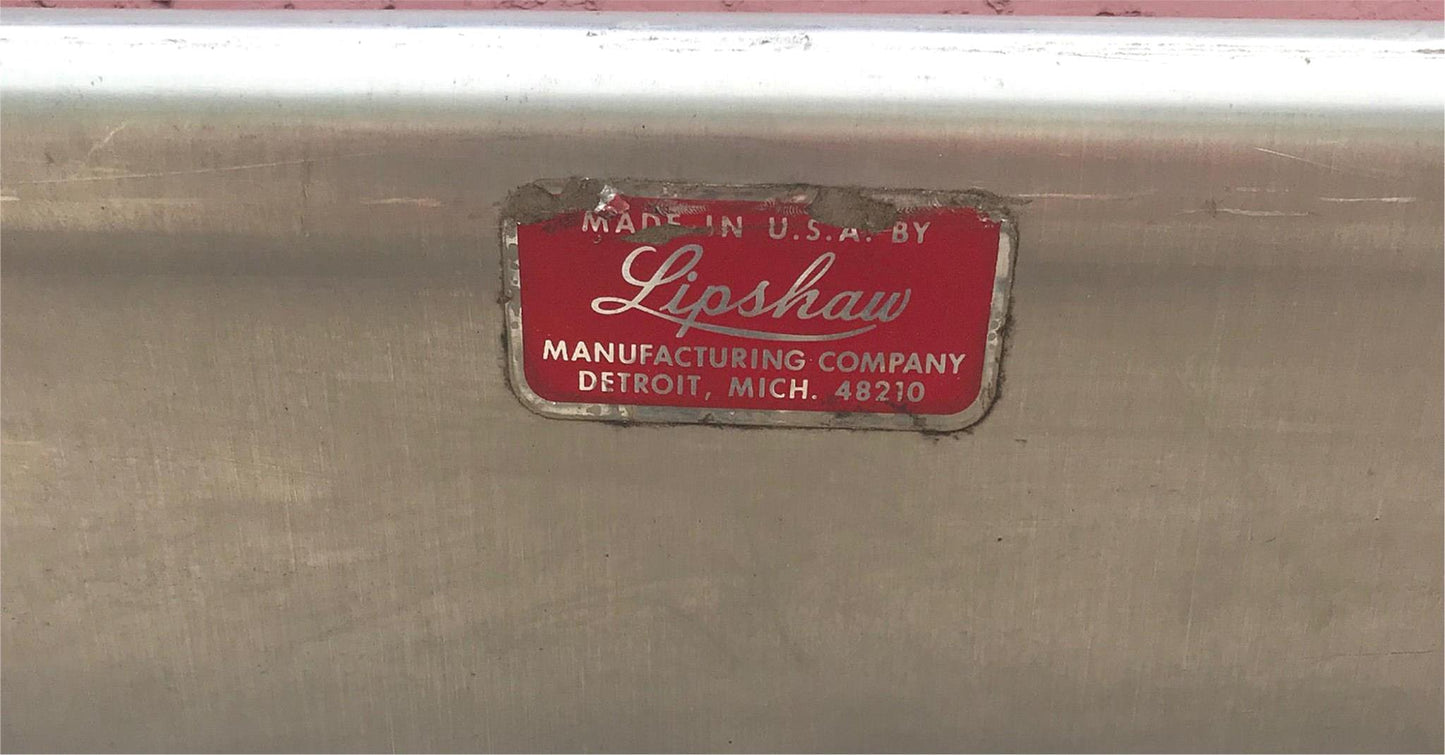 MADE IN U.S.A. BY
Lipshaw
MANUFACTURING COMPANY
DETROIT, MICH. 48210